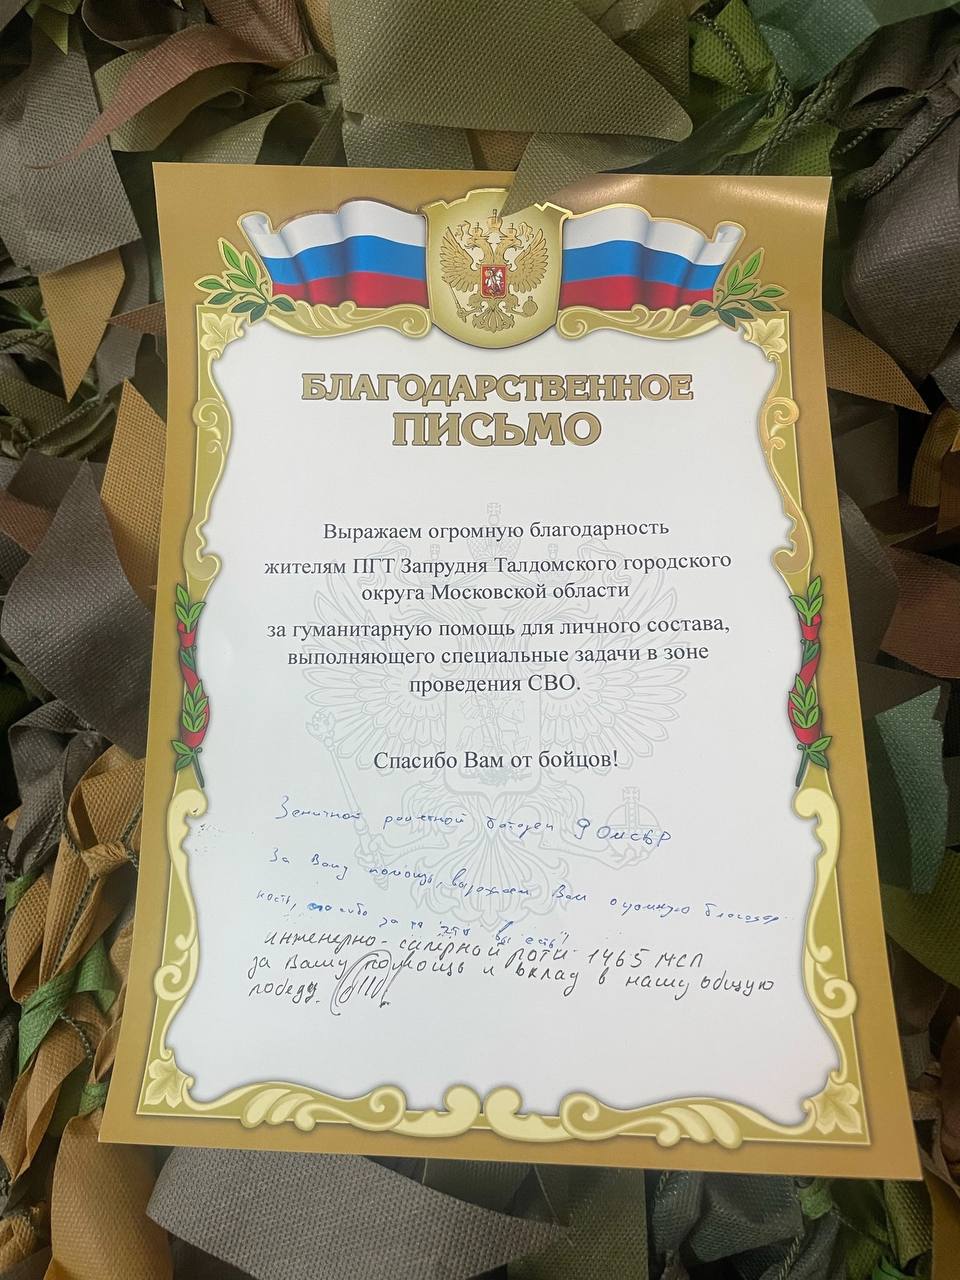 БЛАГОДАРСТВЕННОЕ
ПИСЬМО
Выражаем огромную благодарность
жителям ПГТ Запрудня Талдомского городского
округа Московской области
за гуманитарную помощь для личного состава,
выполняющего специальные задачи в зоне
проведения СВО.
Спасибо Вам от бойцов!
Зенитной ракетной батареи 9 ОМСБР
За Вашу помощь, выражаем Вам огромную благодар-
ность, спасибо за то что вы есть!
инженерно-саперной роты 1465 МСП
за Вашу помощь и вклад в нашу общую
победу.